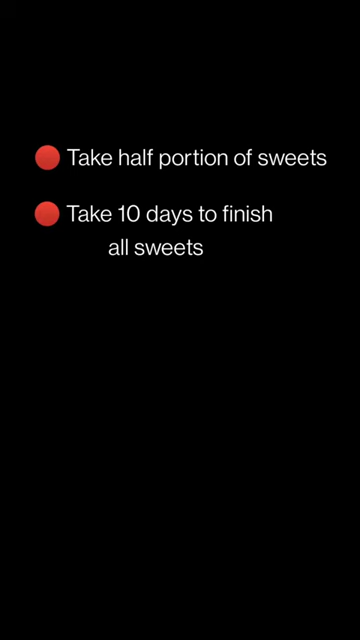 🔴 Take half portion of sweets
🔴 Take 10 days to finish
all sweets